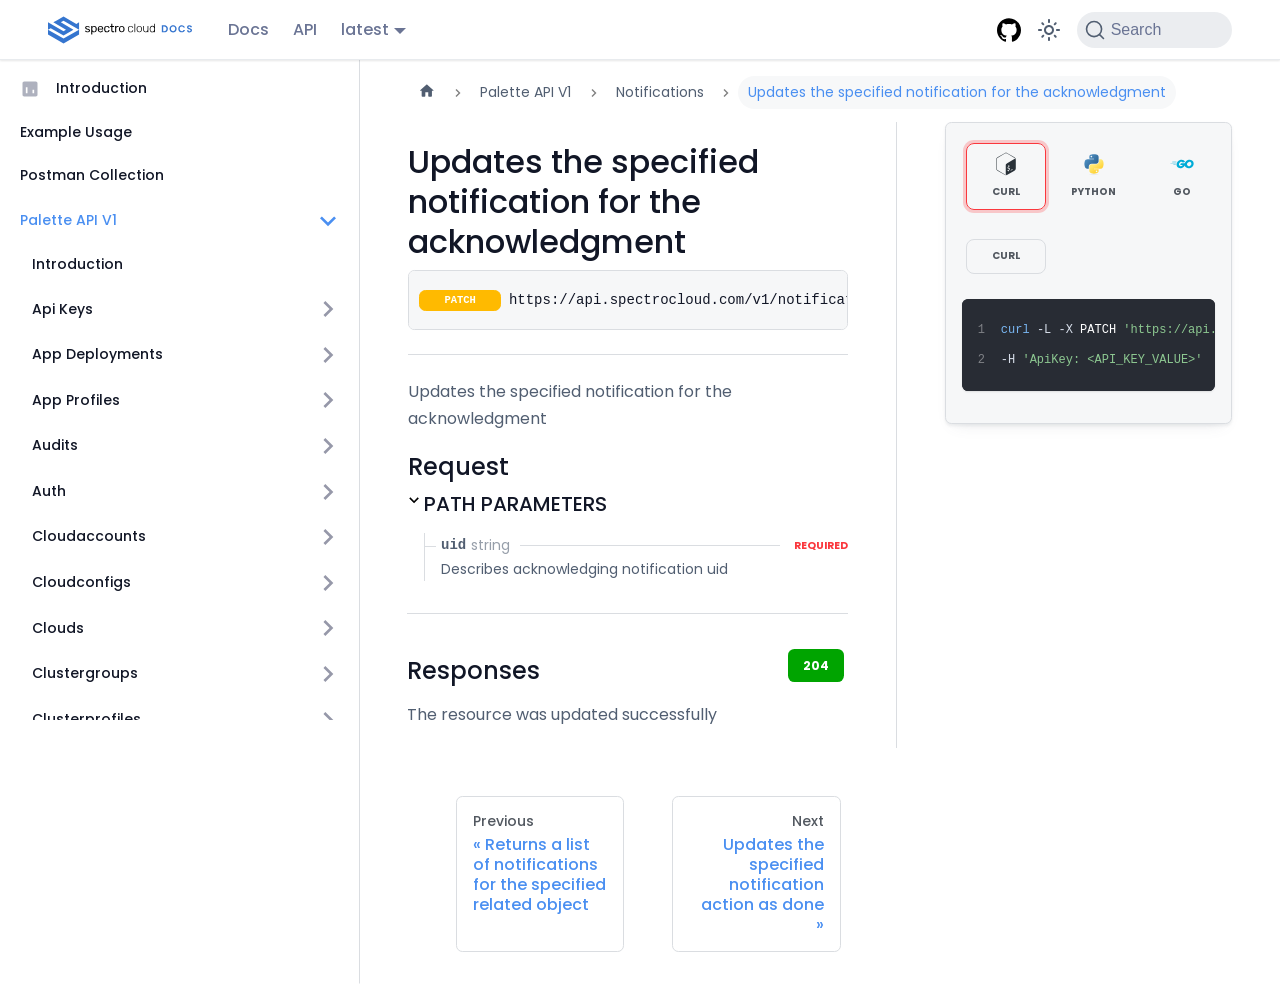 spectro cloud DOCS Docs API latest Search
Introduction
Example Usage
Postman Collection
Palette API V1
Introduction
Api Keys
App Deployments
App Profiles
Audits
Auth
Cloudaccounts
Cloudconfigs
Clouds
Clustergroups
Clusterprofiles
Palette API V1 Notifications Updates the specified notification for the acknowledgment
Updates the specified
notification for the
acknowledgment
PATCH https://api.spectrocloud.com/v1/notifica
Updates the specified notification for the
acknowledgment
Request
PATH PARAMETERS
uid string REQUIRED
Describes acknowledging notification uid
Responses 204
The resource was updated successfully
CURL PYTHON GO
CURL
1 curl -L -X PATCH 'https://api.
2 -H 'ApiKey: <API_KEY_VALUE>'
Previous
« Returns a list
of notifications
for the specified
related object
Next
Updates the
specified
notification
action as done
»